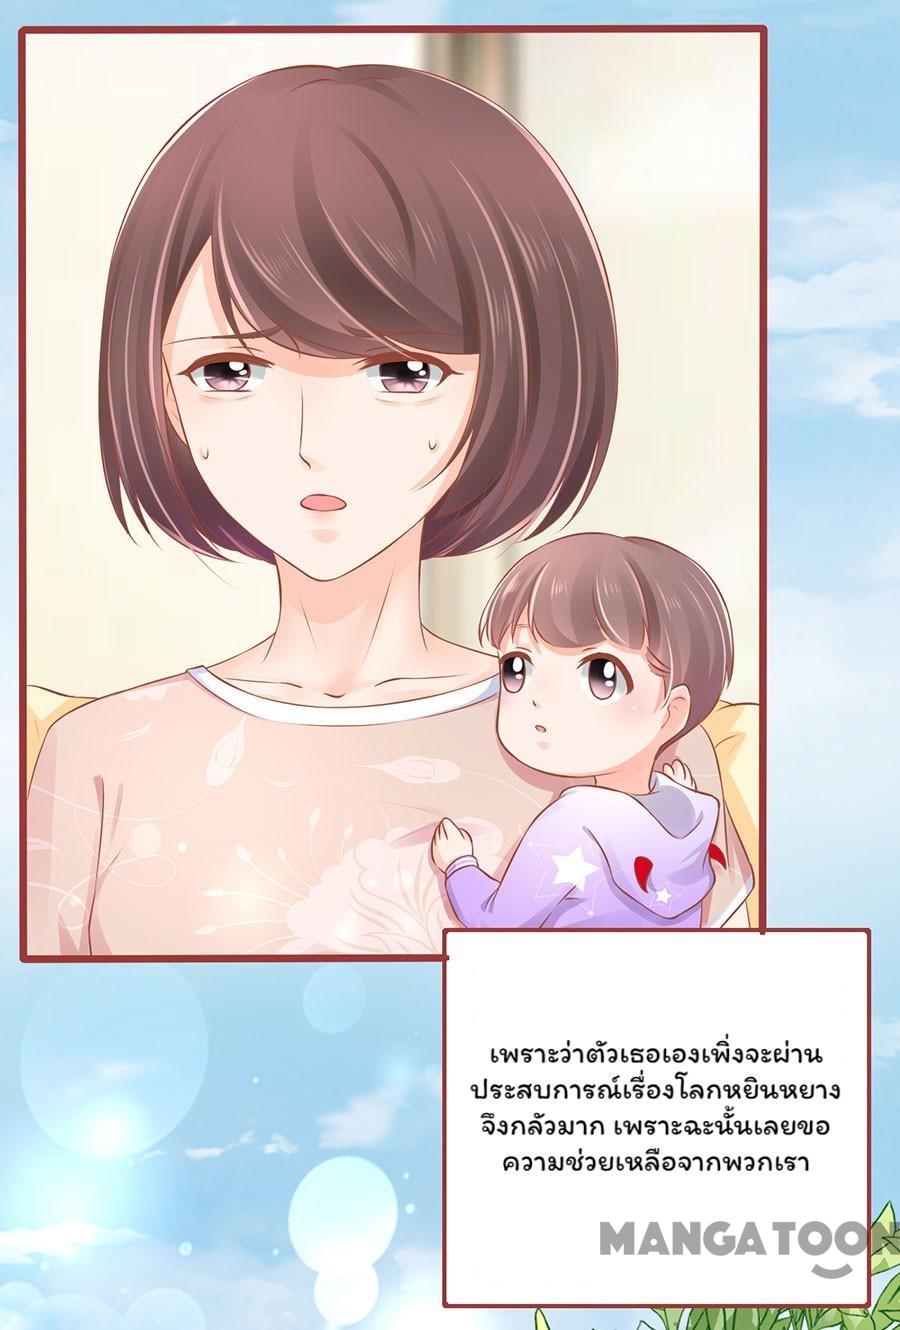 เพราะว่าตัวเธอเองเพิ่งจะผ่าน
ประสบการณ์เรื่องโลกหยินหยาง
จึงกลัวมาก เพราะฉะนั้นเลยขอ
ความช่วยเหลือจากพวกเรา
MANGATOON